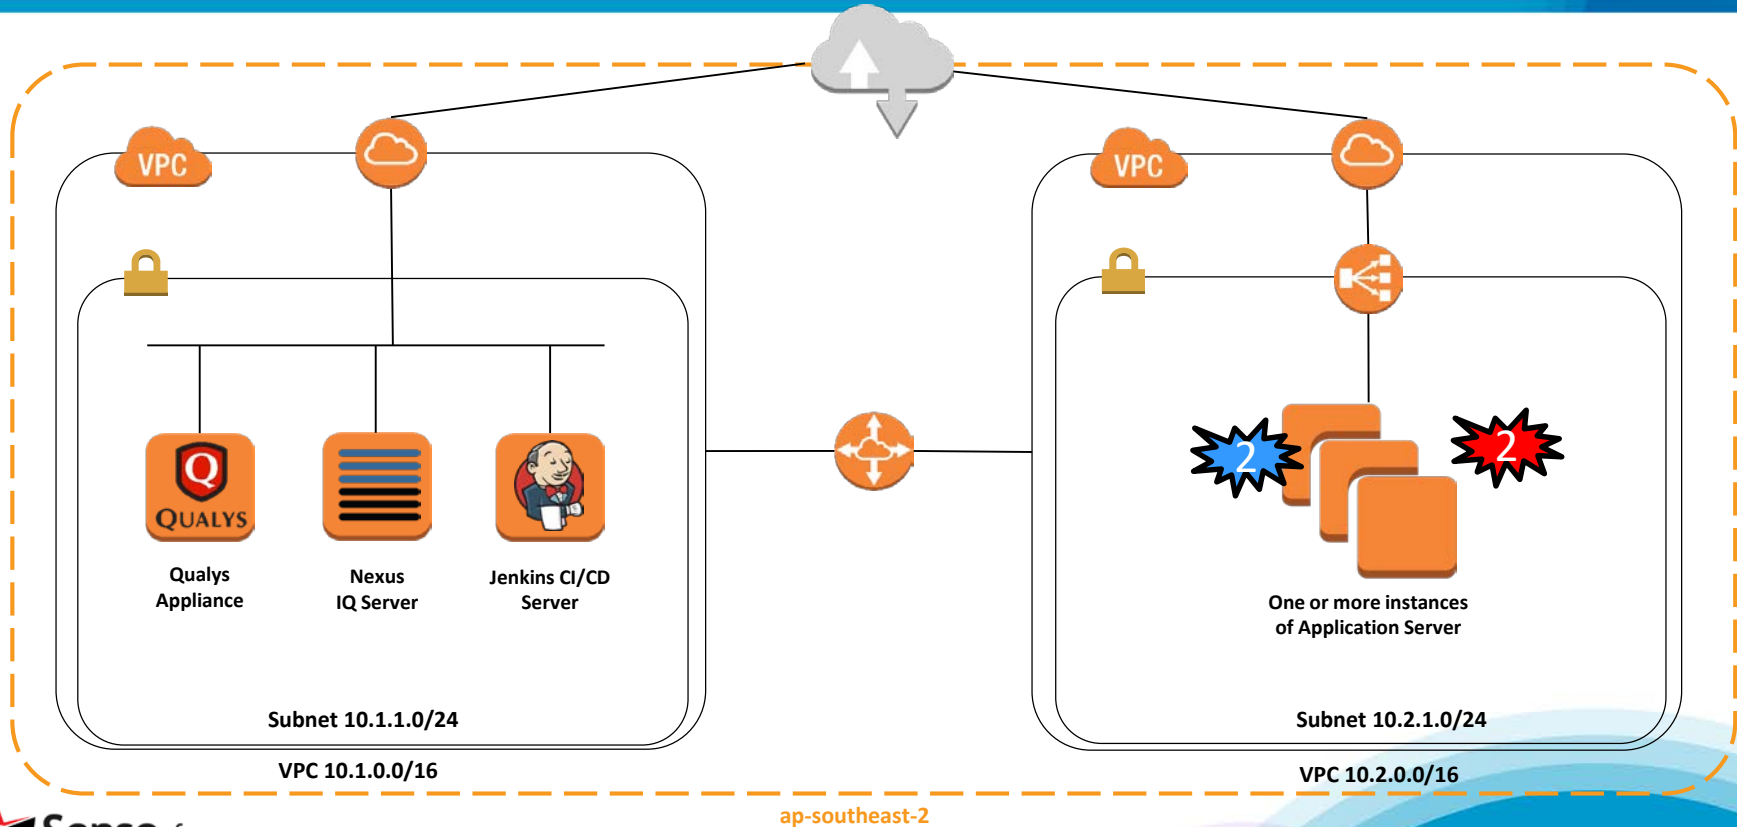 VPC
VPC
2
2
Q
QUALYS
Qualys
Appliance
Nexus
IQ Server
Jenkins CI/CD
Server
One or more instances
of Application Server
Subnet 10.1.1.0/24
Subnet 10.2.1.0/24
VPC 10.1.0.0/16
VPC 10.2.0.0/16
ap-southeast-2